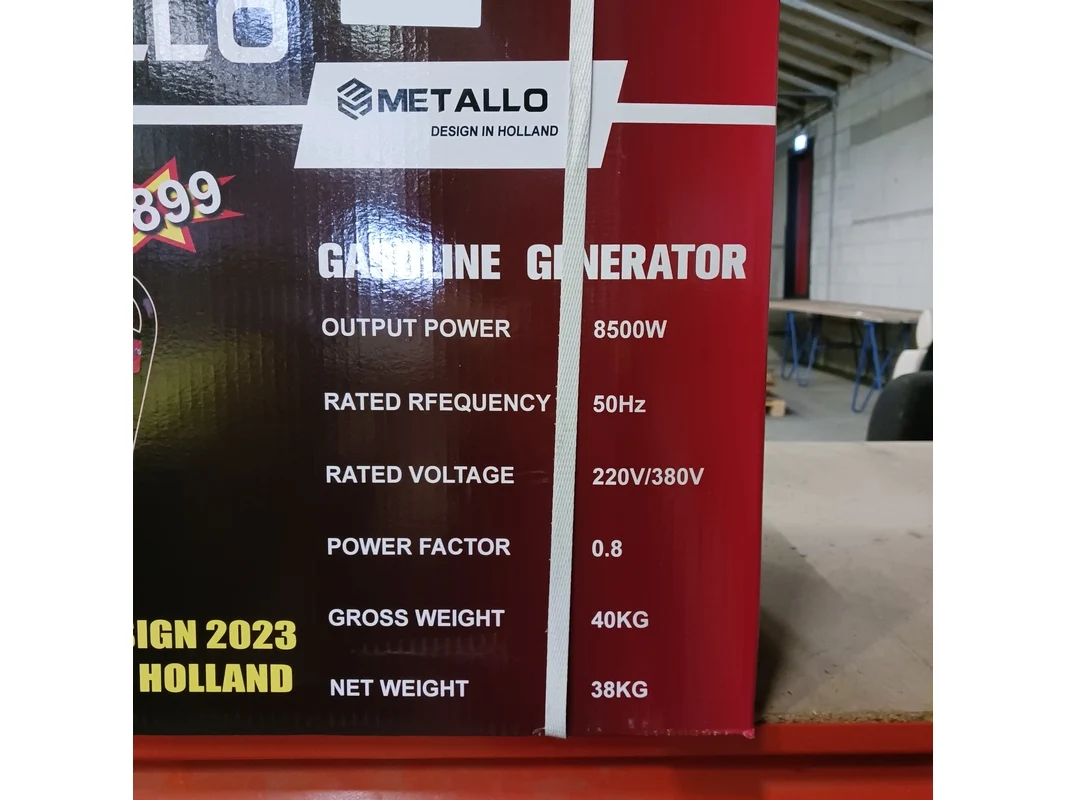 LLO
METALLO
DESIGN IN HOLLAND
899
GASOLINE GENERATOR
OUTPUT POWER 8500W
RATED RFEQUENCY 50Hz
RATED VOLTAGE 220V/380V
POWER FACTOR 0.8
GROSS WEIGHT 40KG
NET WEIGHT 38KG
SIGN 2023
HOLLAND